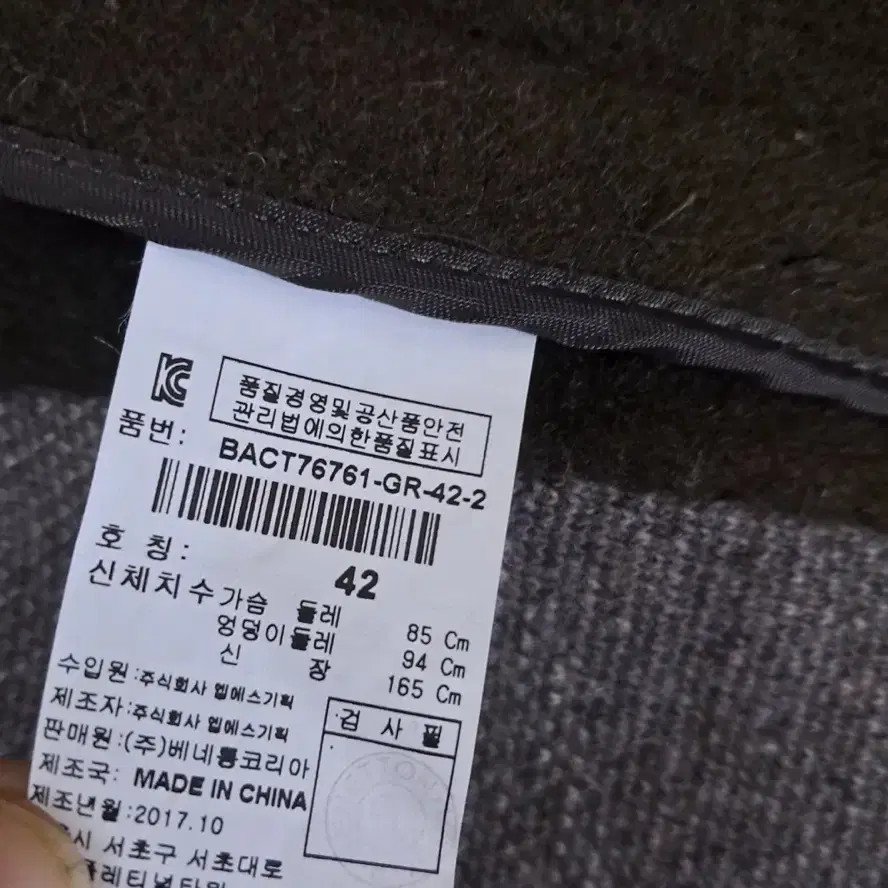 KC
품질경영및공산품안전
관리법에의한품질표시
품번:
BACT76761-GR-42-2
호 칭: 42
신체치수 가슴 둘레 85 Cm
엉덩이둘레 94 Cm
신 장 165 Cm
수입원:주식회사 엠에스기획
제조자:주식회사 엠에스기획
판매원:(주)베네통코리아
제조국: MADE IN CHINA
제조년월:2017.10
검 사 필
시 서초구 서초대로